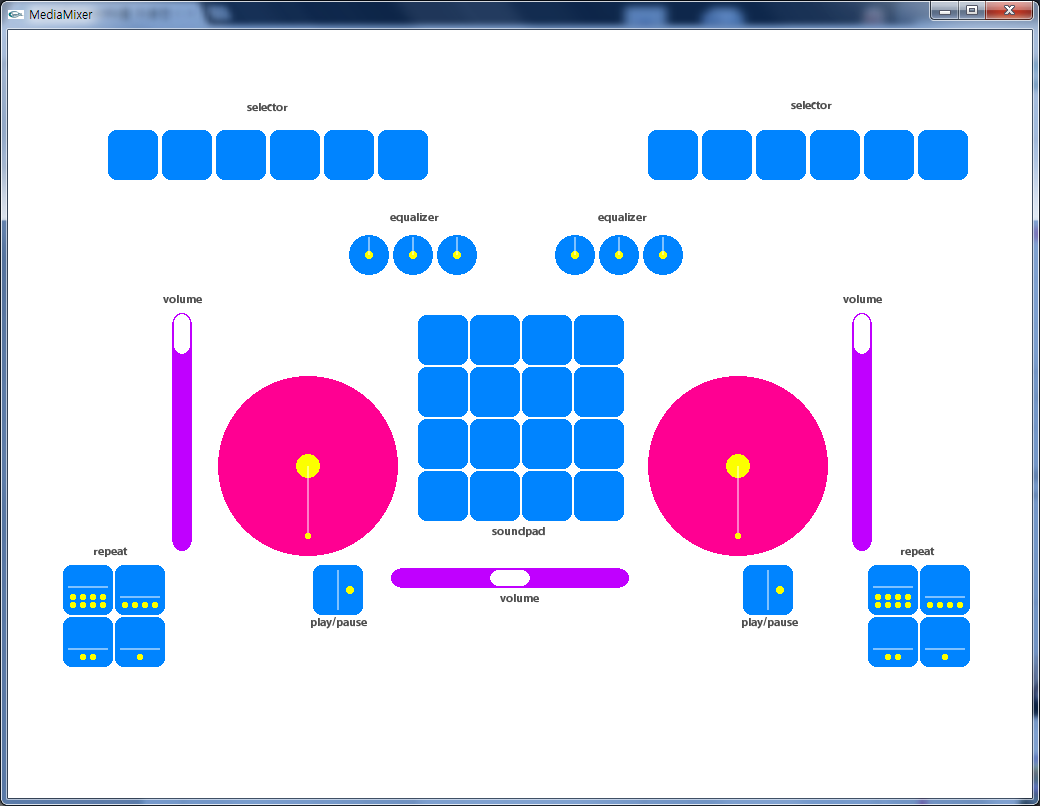 MediaMixer
selector
selector
equalizer
equalizer
volume
volume
soundpad
repeat
repeat
volume
play/pause
play/pause